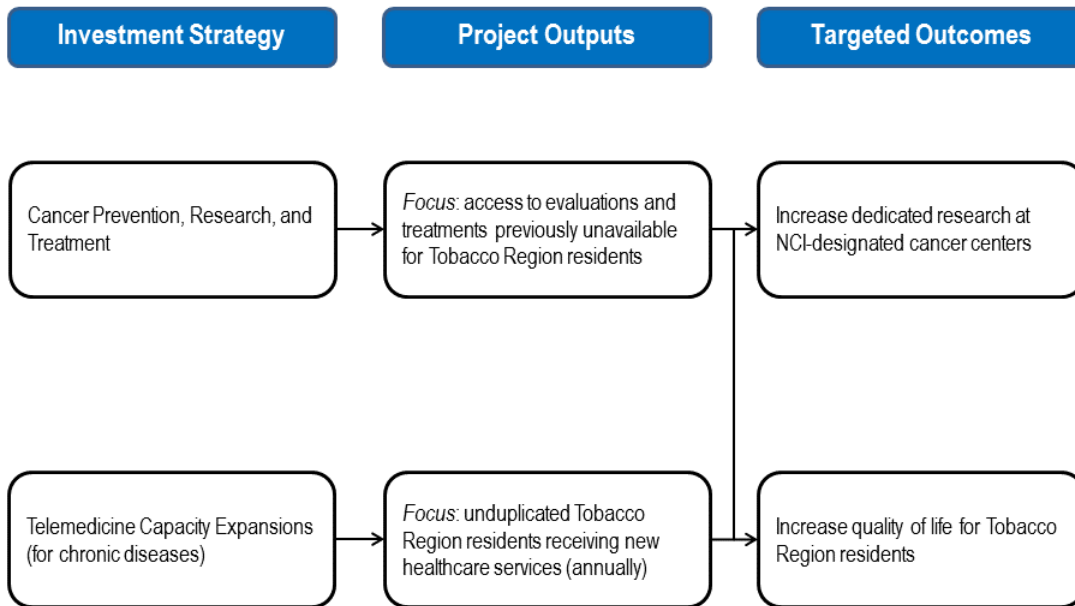 Investment Strategy
Project Outputs
Targeted Outcomes
Cancer Prevention, Research, and
Treatment
Focus: access to evaluations and
treatments previously unavailable
for Tobacco Region residents
Increase dedicated research at
NCI-designated cancer centers
Telemedicine Capacity Expansions
(for chronic diseases)
Focus: unduplicated Tobacco
Region residents receiving new
healthcare services (annually)
Increase quality of life for Tobacco
Region residents